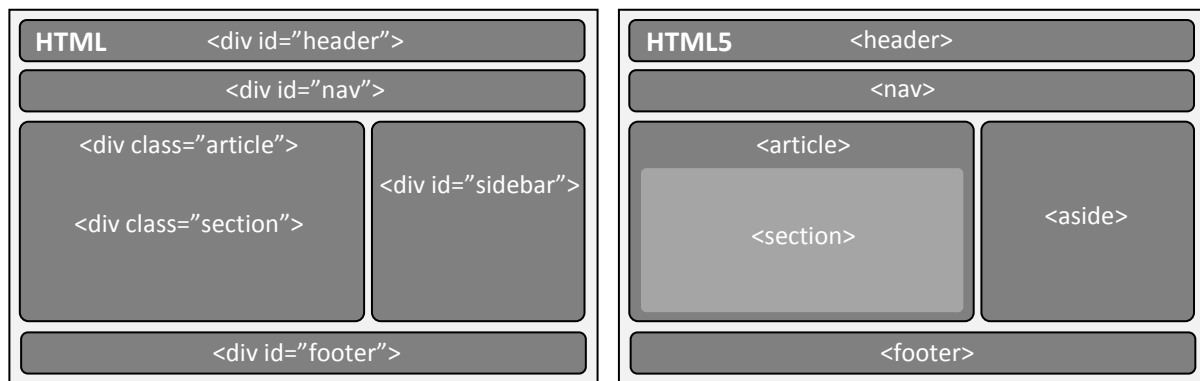 HTML <div id=”header”>
<div id=”nav”>
<div class=”article”>
<div class=”section”>
<div id=”sidebar”>
<div id=”footer”>
HTML5 <header>
<nav>
<article>
<section>
<aside>
<footer>